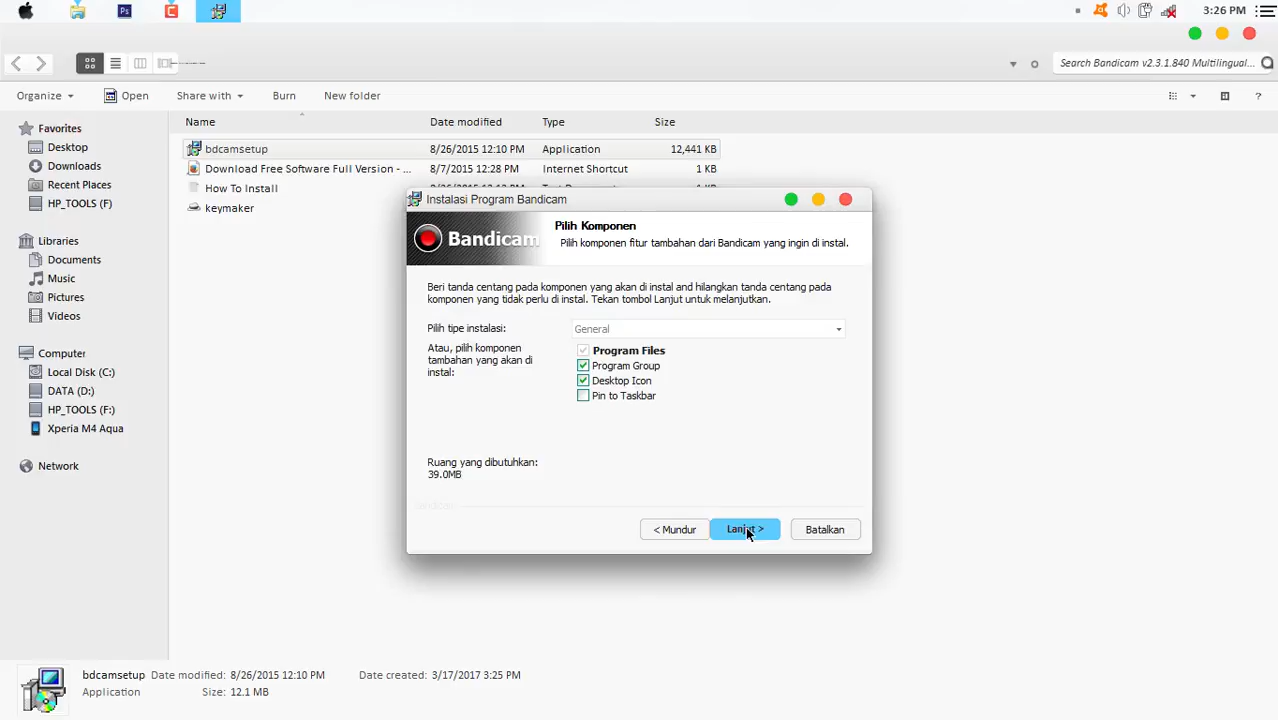 3:26 PM
Search Bandicam v2.3.1.840 Multilingual...
Organize
Open
Share with
Burn
New folder
?
Name
Date modified
Type
Size
Favorites
Desktop
Downloads
Recent Places
HP_TOOLS (F)
Libraries
Documents
Music
Pictures
Videos
Computer
Local Disk (C:)
DATA (D:)
HP_TOOLS (F:)
Xperia M4 Aqua
Network
bdcamsetup 8/26/2015 12:10 PM Application 12,441 KB
Download Free Software Full Version - ... 8/7/2015 12:28 PM Internet Shortcut 1 KB
How To Install
keymaker
Instalasi Program Bandicam
Bandicam
Pilih Komponen
Pilih komponen fitur tambahan dari Bandicam yang ingin di instal.
Beri tanda centang pada komponen yang akan di instal and hilangkan tanda centang pada
komponen yang tidak perlu di instal. Tekan tombol Lanjut untuk melanjutkan.
Pilih tipe instalasi:
General
Atau, pilih komponen
tambahan yang akan di
instal:
Program Files
Program Group
Desktop Icon
Pin to Taskbar
Ruang yang dibutuhkan:
39.0MB
< Mundur
Lanjut >
Batalkan
bdcamsetup Date modified: 8/26/2015 12:10 PM Date created: 3/17/2017 3:25 PM
Application Size: 12.1 MB